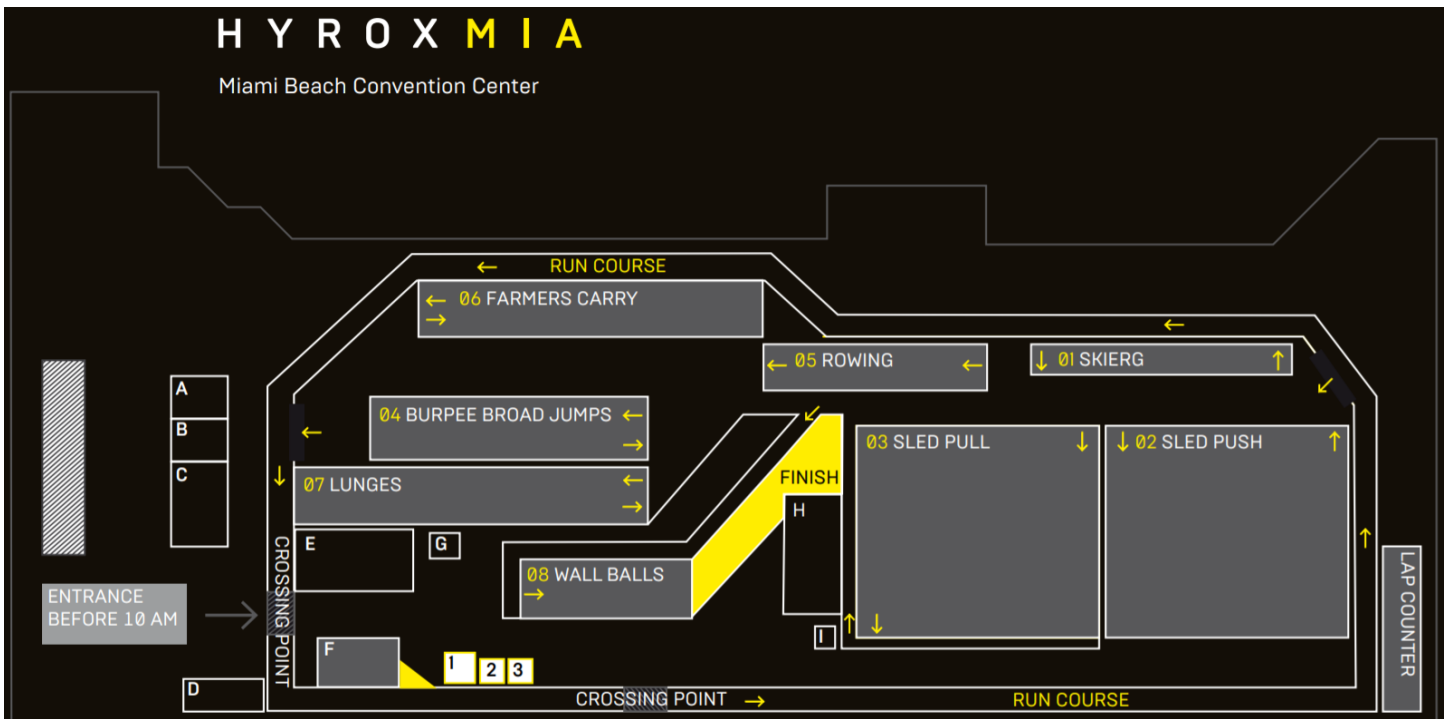 HYROXMIA
Miami Beach Convention Center
← RUN COURSE
← 06 FARMERS CARRY
→
←
← 05 ROWING ←
↓ 01 SKIERG ↑
↙
A
B
C
←
04 BURPEE BROAD JUMPS ←
→
↙
03 SLED PULL ↓
↓ 02 SLED PUSH ↑
↓
07 LUNGES ←
→
FINISH
H
E
G
CROSSING POINT
08 WALL BALLS
→
↑
LAP COUNTER
ENTRANCE
BEFORE 10 AM
→
I
↑ ↓
F
1
2
3
D
CROSSING POINT →
RUN COURSE